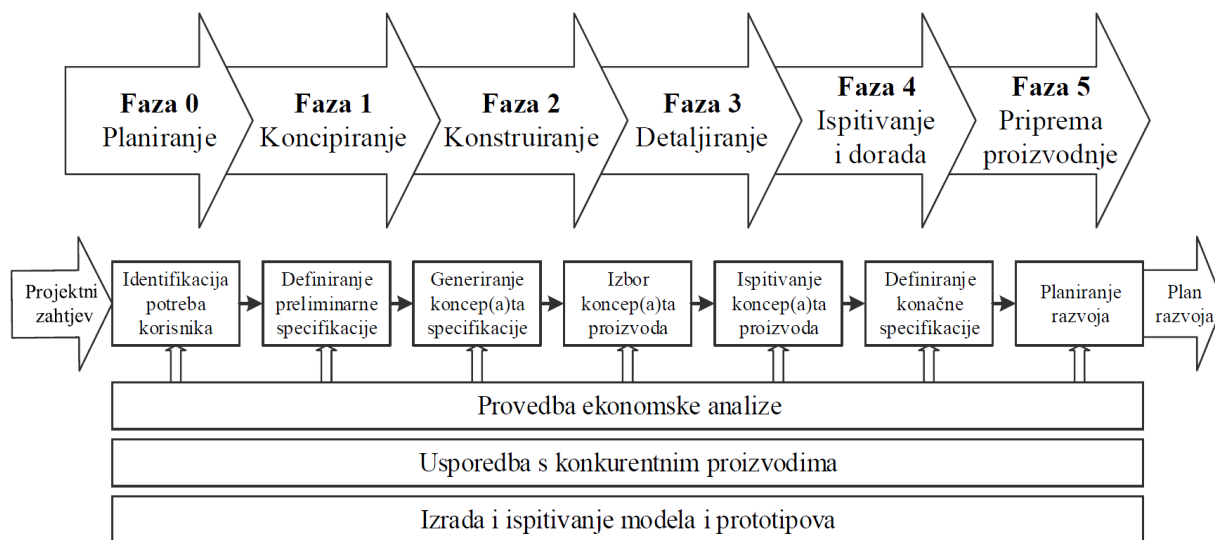 Faza 0
Planiranje
Faza 1
Koncipiranje
Faza 2
Konstruiranje
Faza 3
Detaljiranje
Faza 4
Ispitivanje
i dorada
Faza 5
Priprema
proizvodnje
Projektni
zahtjev
Identifikacija
potreba
korisnika
Definiranje
preliminarne
specifikacije
Generiranje
koncep(a)ta
specifikacije
Izbor
koncep(a)ta
proizvoda
Ispitivanje
koncep(a)ta
proizvoda
Definiranje
konačne
specifikacije
Planiranje
razvoja
Plan
razvoja
Provedba ekonomske analize
Usporedba s konkurentnim proizvodima
Izrada i ispitivanje modela i prototipova